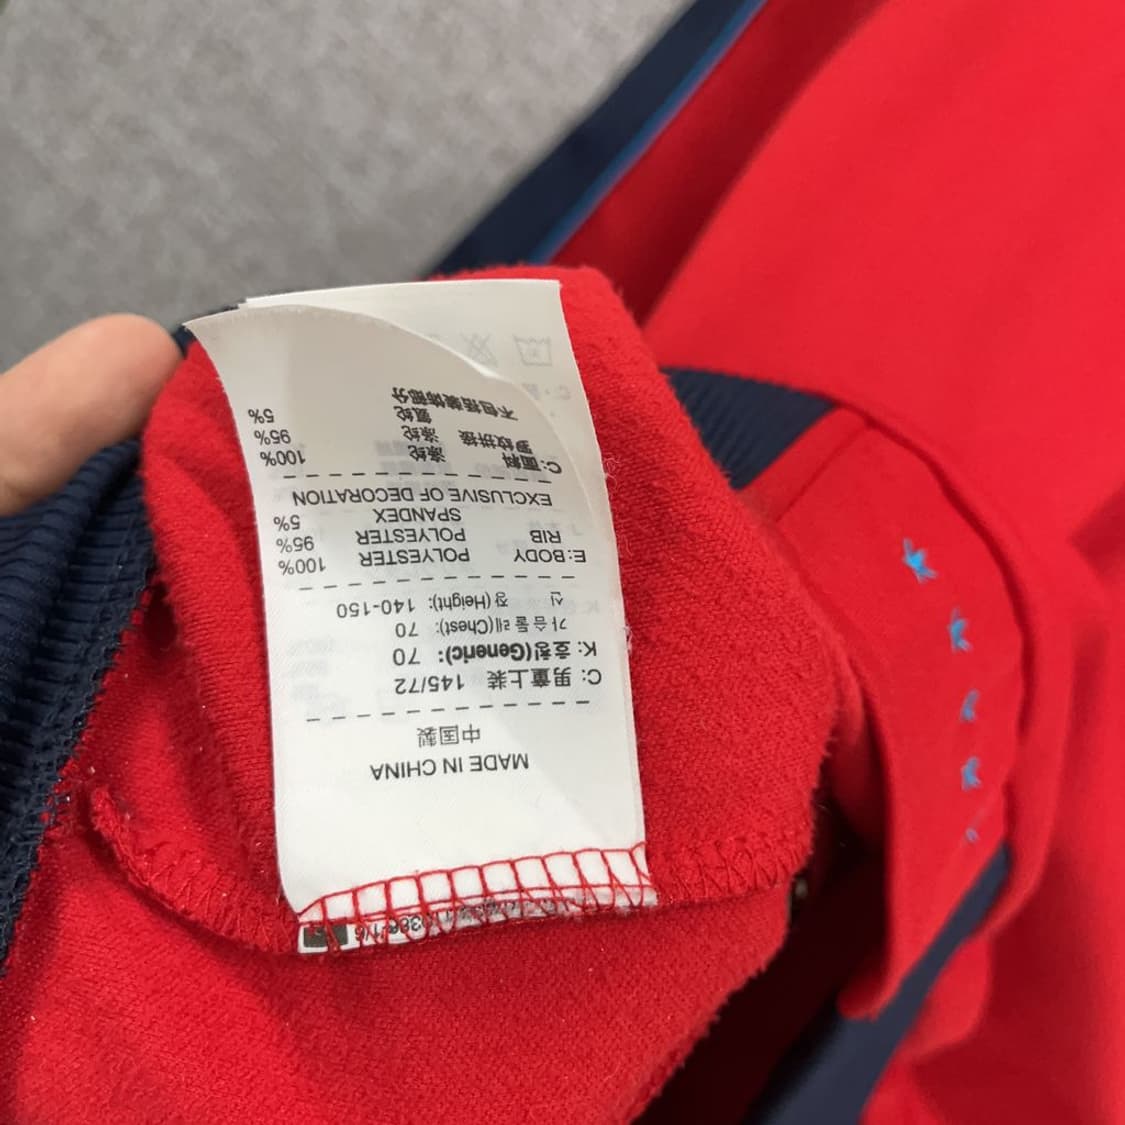 MADE IN CHINA
中国製
C: 男童上装 145/72
K: 호칭(Generic): 70
가슴둘레(Chest): 70
신 장(Height): 140-150
E: BODY POLYESTER 100%
RIB POLYESTER 95%
SPANDEX 5%
EXCLUSIVE OF DECORATION
C: 面料 涤纶 100%
罗纹拼接 涤纶 95%
氨纶 5%
不包括装饰部分